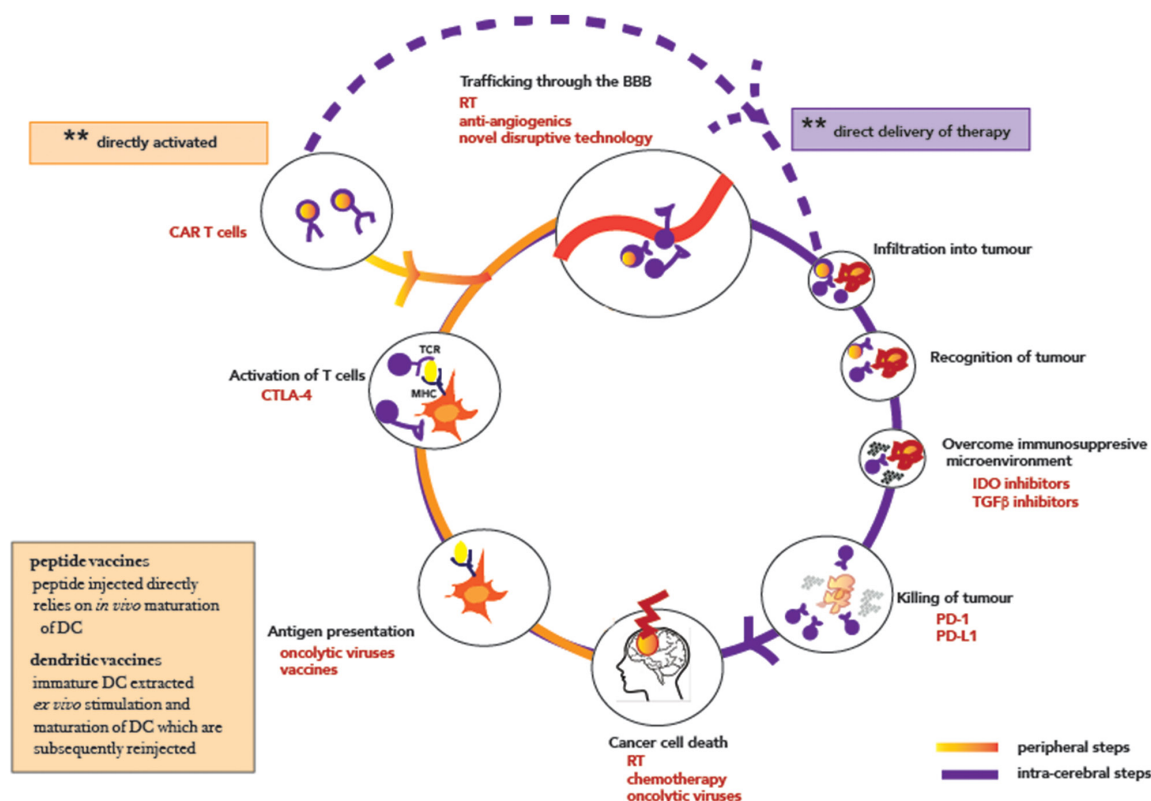 Trafficking through the BBB
RT
anti-angiogenics
novel disruptive technology
** directly activated
** direct delivery of therapy
CAR T cells
Infiltration into tumour
TCR
MHC
Activation of T cells
CTLA-4
Recognition of tumour
Overcome immunosuppresive
microenvironment
IDO inhibitors
TGFβ inhibitors
peptide vaccines
peptide injected directly
relies on in vivo maturation
of DC
dendritic vaccines
immature DC extracted
ex vivo stimulation and
maturation of DC which are
subsequently reinjected
Antigen presentation
oncolytic viruses
vaccines
Killing of tumour
PD-1
PD-L1
Cancer cell death
RT
chemotherapy
oncolytic viruses
peripheral steps
intra-cerebral steps